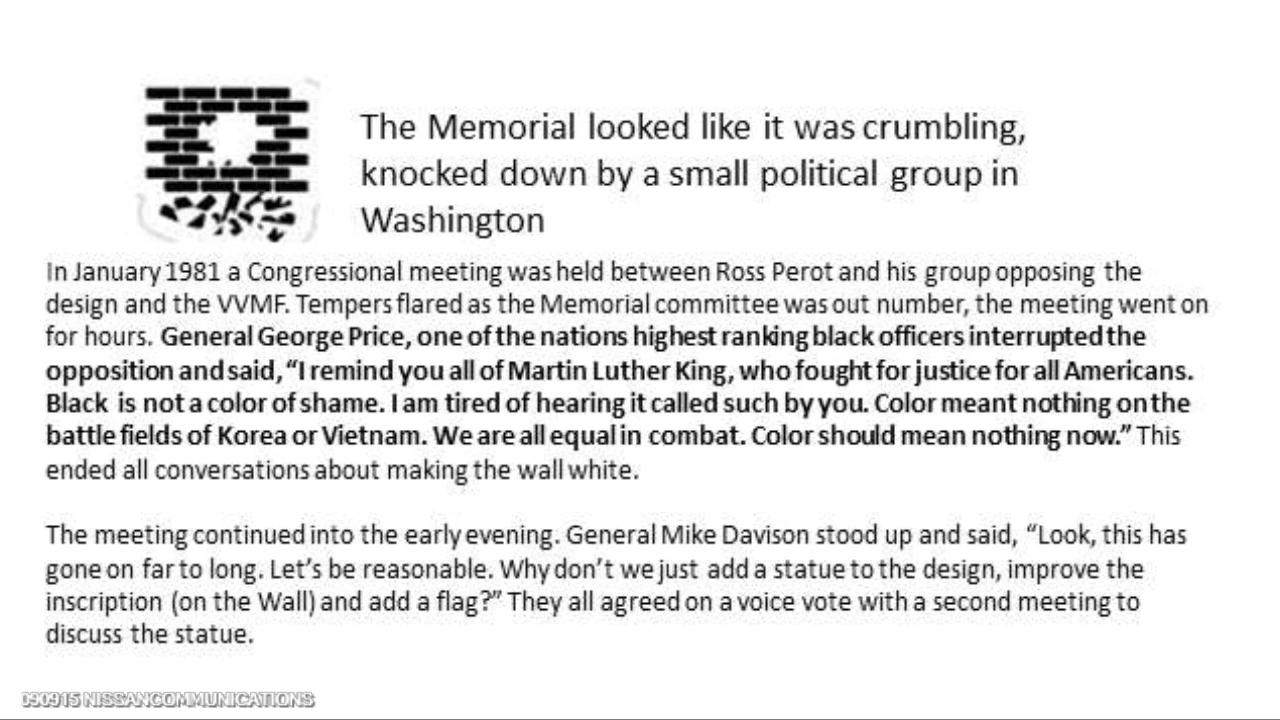 The Memorial looked like it was crumbling,
knocked down by a small political group in
Washington
In January 1981 a Congressional meeting was held between Ross Perot and his group opposing the
design and the VVMF. Tempers flared as the Memorial committee was out number, the meeting went on
for hours. General George Price, one of the nations highest ranking black officers interrupted the
opposition and said, “I remind you all of Martin Luther King, who fought for justice for all Americans.
Black is not a color of shame. I am tired of hearing it called such by you. Color meant nothing on the
battle fields of Korea or Vietnam. We are all equal in combat. Color should mean nothing now.” This
ended all conversations about making the wall white.
The meeting continued into the early evening. General Mike Davison stood up and said, “Look, this has
gone on far to long. Let’s be reasonable. Why don’t we just add a statue to the design, improve the
inscription (on the Wall) and add a flag?” They all agreed on a voice vote with a second meeting to
discuss the statue.
090915 NISSANCOMMUNICATIONS